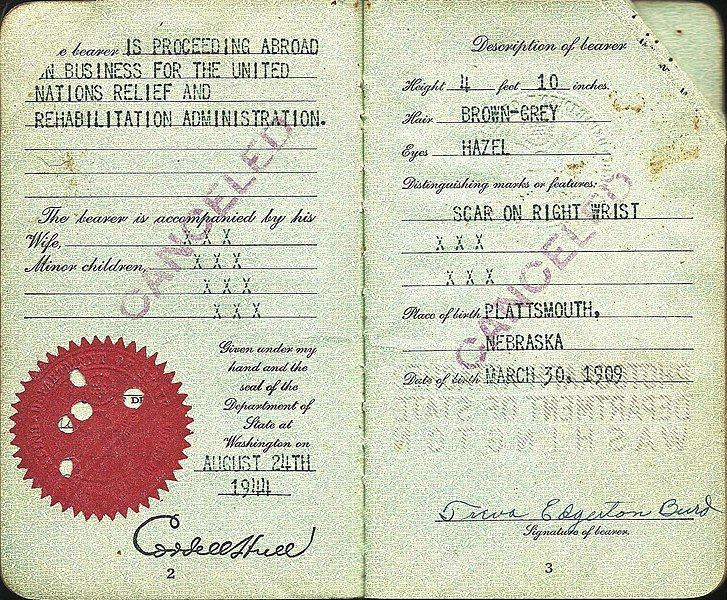 e bearer IS PROCEEDING ABROAD
ON BUSINESS FOR THE UNITED
NATIONS RELIEF AND
REHABILITATION ADMINISTRATION.
The bearer is accompanied by his
Wife, X X X
Minor children, X X X
X X X
X X X
CANCELED
Given under my
hand and the
seal of the
Department of
State at
Washington on
AUGUST 24TH
1944
Cordell Hull
2
Description of bearer
Height 4 feet 10 inches.
Hair BROWN-GREY
Eyes HAZEL
Distinguishing marks or features:
SCAR ON RIGHT WRIST
X X X
X X X
CANCELED
Place of birth PLATTSMOUTH,
NEBRASKA
Date of birth MARCH 30, 1909
Treva Edgerton Burd
Signature of bearer.
3